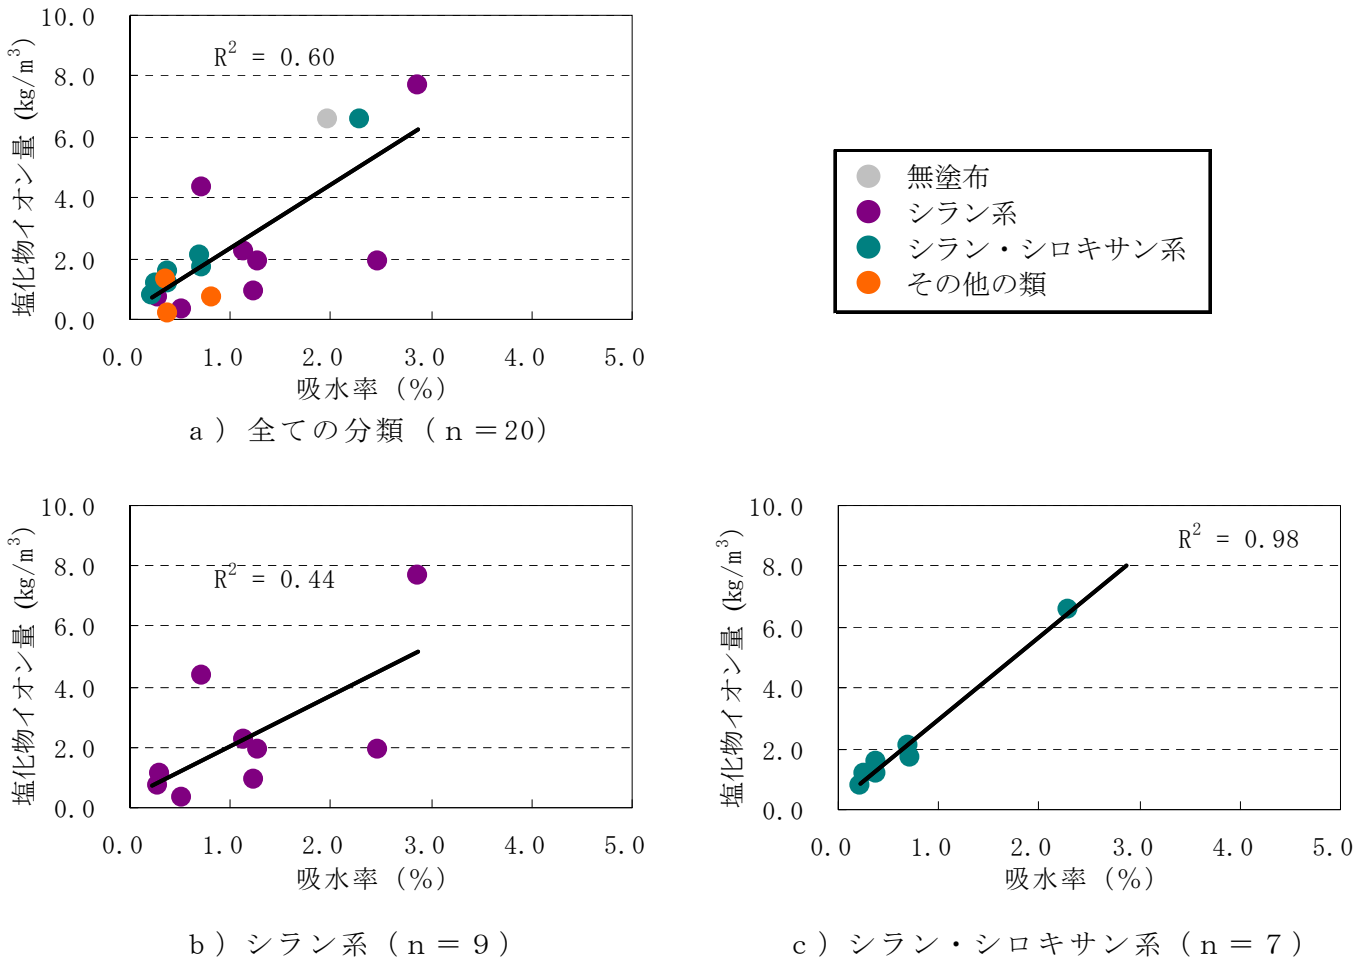 10.0
8.0
6.0
4.0
2.0
0.0
塩化物イオン量 (kg/m³)
R² = 0.60
0.0 1.0 2.0 3.0 4.0 5.0
吸水率 (%)
a）全ての分類（n＝20）
無塗布
シラン系
シラン・シロキサン系
その他の類
10.0
8.0
6.0
4.0
2.0
0.0
塩化物イオン量 (kg/m³)
R² = 0.44
0.0 1.0 2.0 3.0 4.0 5.0
吸水率 (%)
b）シラン系（n＝9）
10.0
8.0
6.0
4.0
2.0
0.0
塩化物イオン量 (kg/m³)
R² = 0.98
0.0 1.0 2.0 3.0 4.0 5.0
吸水率 (%)
c）シラン・シロキサン系（n＝7）